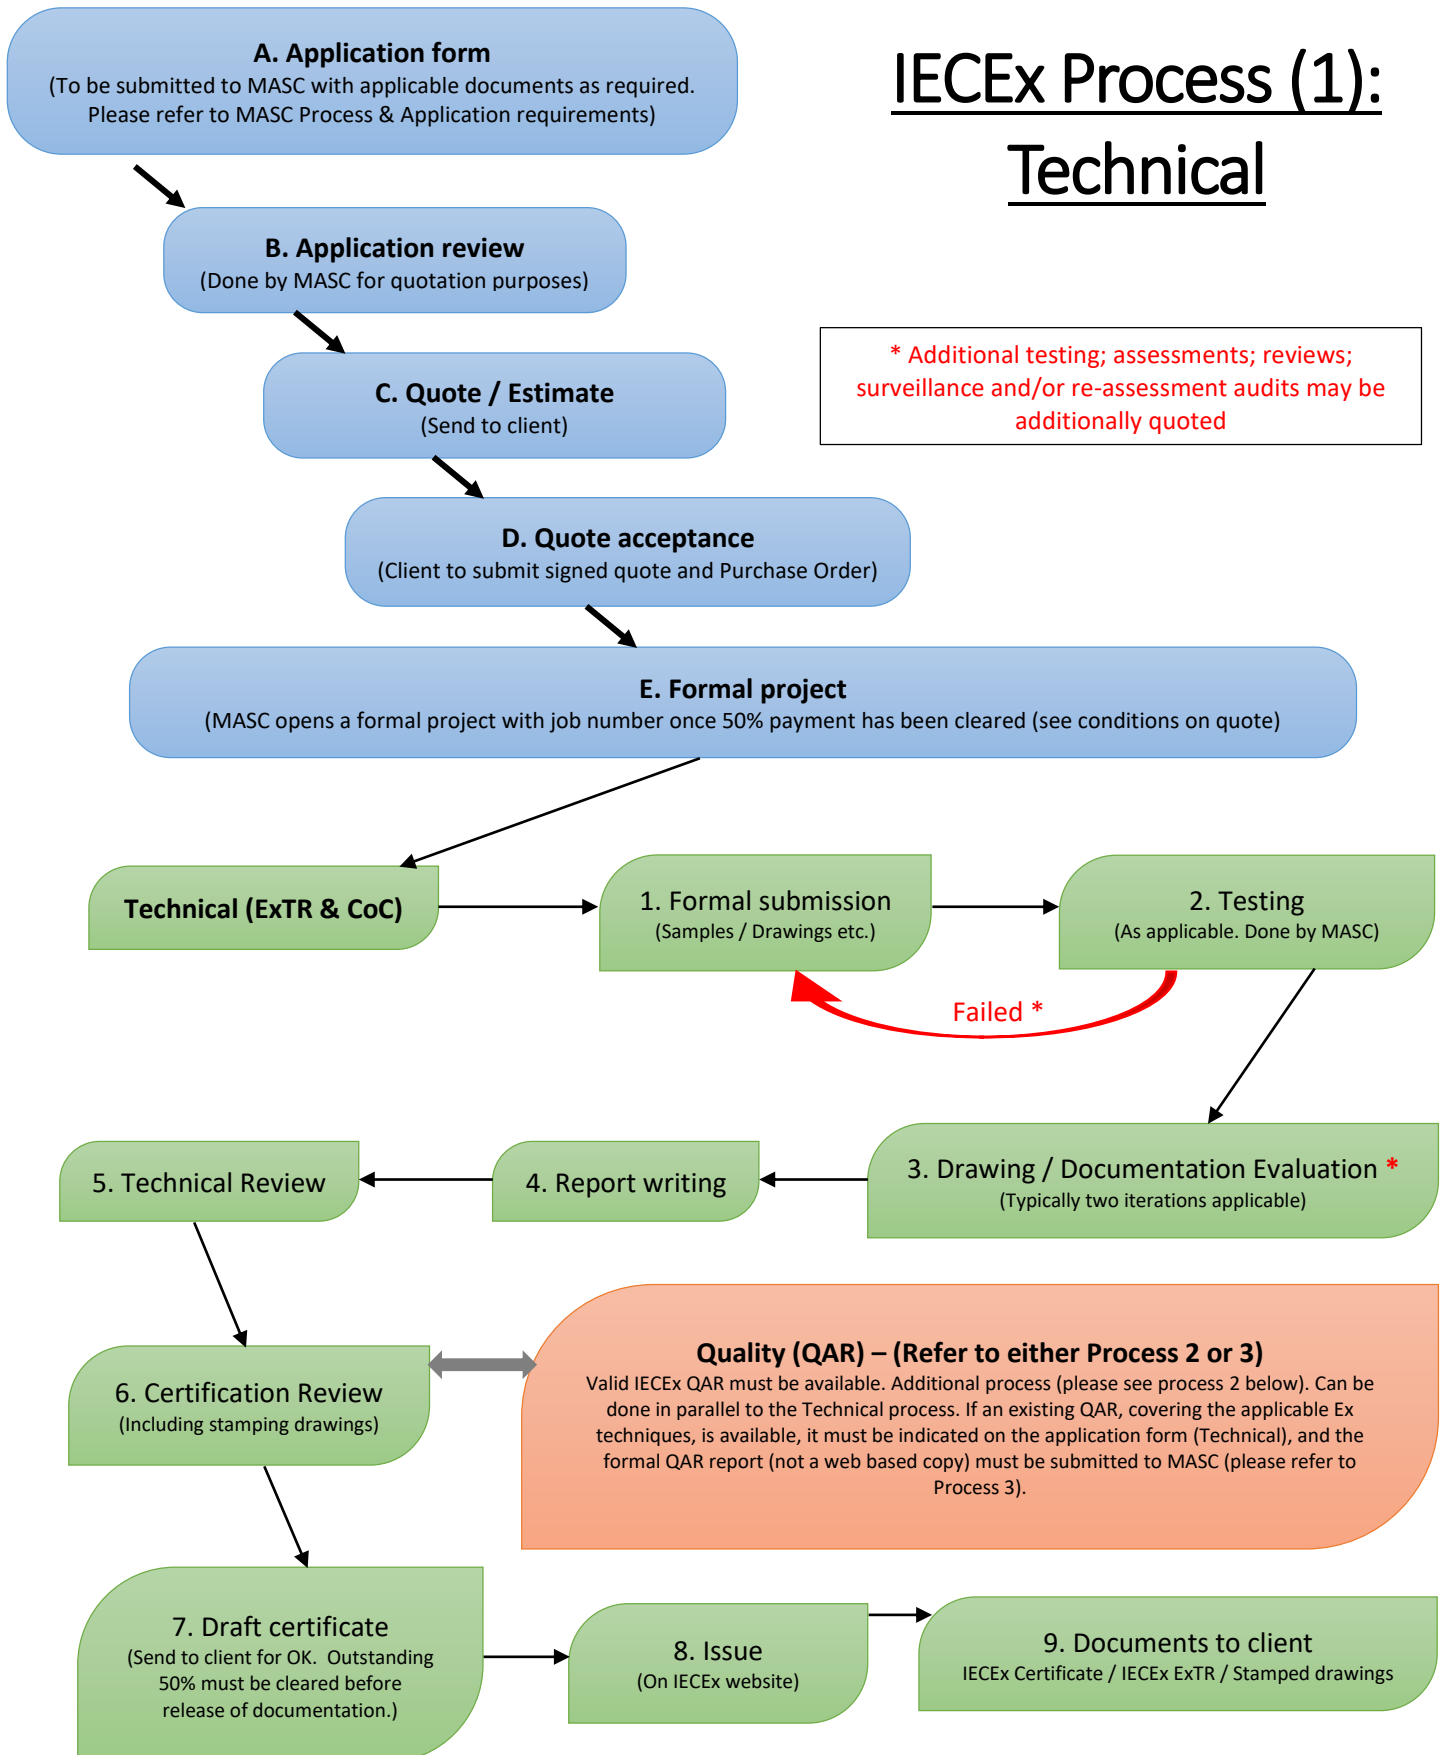 A. Application form
(To be submitted to MASC with applicable documents as required.
Please refer to MASC Process & Application requirements)
IECEx Process (1):
Technical
B. Application review
(Done by MASC for quotation purposes)
* Additional testing; assessments; reviews;
surveillance and/or re-assessment audits may be
additionally quoted
C. Quote / Estimate
(Send to client)
D. Quote acceptance
(Client to submit signed quote and Purchase Order)
E. Formal project
(MASC opens a formal project with job number once 50% payment has been cleared (see conditions on quote)
Technical (ExTR & CoC)
1. Formal submission
(Samples / Drawings etc.)
2. Testing
(As applicable. Done by MASC)
Failed *
3. Drawing / Documentation Evaluation *
(Typically two iterations applicable)
4. Report writing
5. Technical Review
6. Certification Review
(Including stamping drawings)
Quality (QAR) – (Refer to either Process 2 or 3)
Valid IECEx QAR must be available. Additional process (please see process 2 below). Can be
done in parallel to the Technical process. If an existing QAR, covering the applicable Ex
techniques, is available, it must be indicated on the application form (Technical), and the
formal QAR report (not a web based copy) must be submitted to MASC (please refer to
Process 3).
7. Draft certificate
(Send to client for OK.  Outstanding
50% must be cleared before
release of documentation.)
8. Issue
(On IECEx website)
9. Documents to client
IECEx Certificate / IECEx ExTR / Stamped drawings